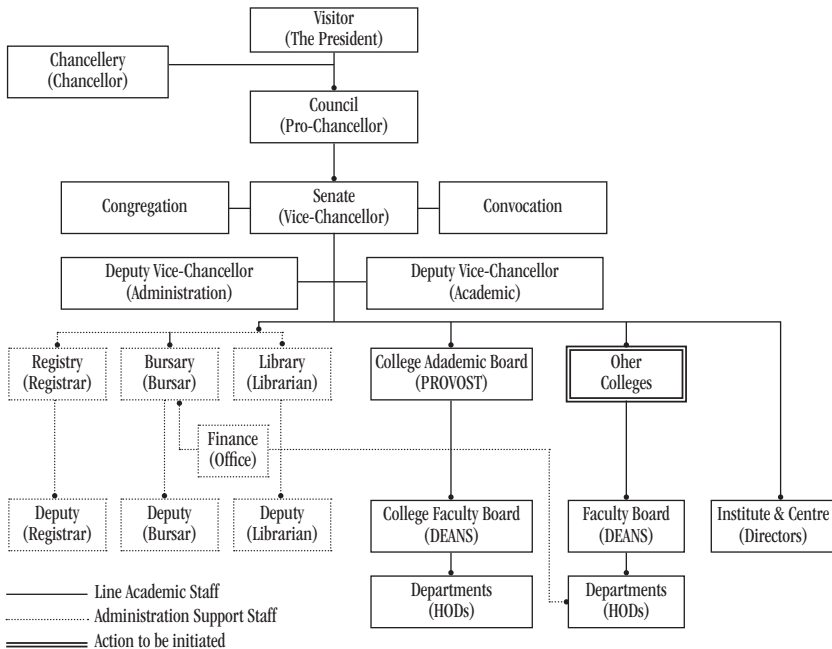 Visitor
(The President)
Chancellery
(Chancellor)
Council
(Pro-Chancellor)
Congregation
Senate
(Vice-Chancellor)
Convocation
Deputy Vice-Chancellor
(Administration)
Deputy Vice-Chancellor
(Academic)
Registry
(Registrar)
Bursary
(Bursar)
Library
(Librarian)
College Adademic Board
(PROVOST)
Oher
Colleges
Finance
(Office)
Deputy
(Registrar)
Deputy
(Bursar)
Deputy
(Librarian)
College Faculty Board
(DEANS)
Faculty Board
(DEANS)
Institute & Centre
(Directors)
Departments
(HODs)
Departments
(HODs)
Line Academic Staff
Administration Support Staff
Action to be initiated